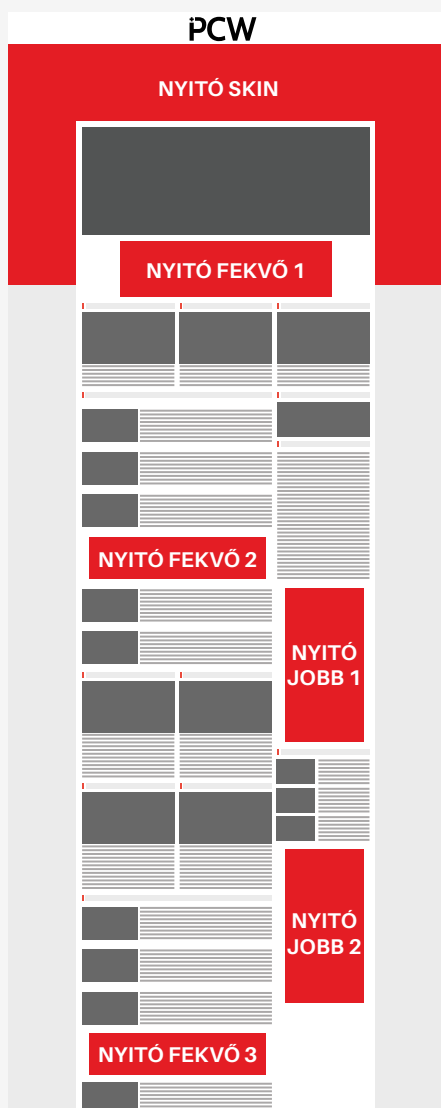 PCW
NYITÓ SKIN
NYITÓ FEKVŐ 1
NYITÓ FEKVŐ 2
NYITÓ
JOBB 1
NYITÓ
JOBB 2
NYITÓ FEKVŐ 3